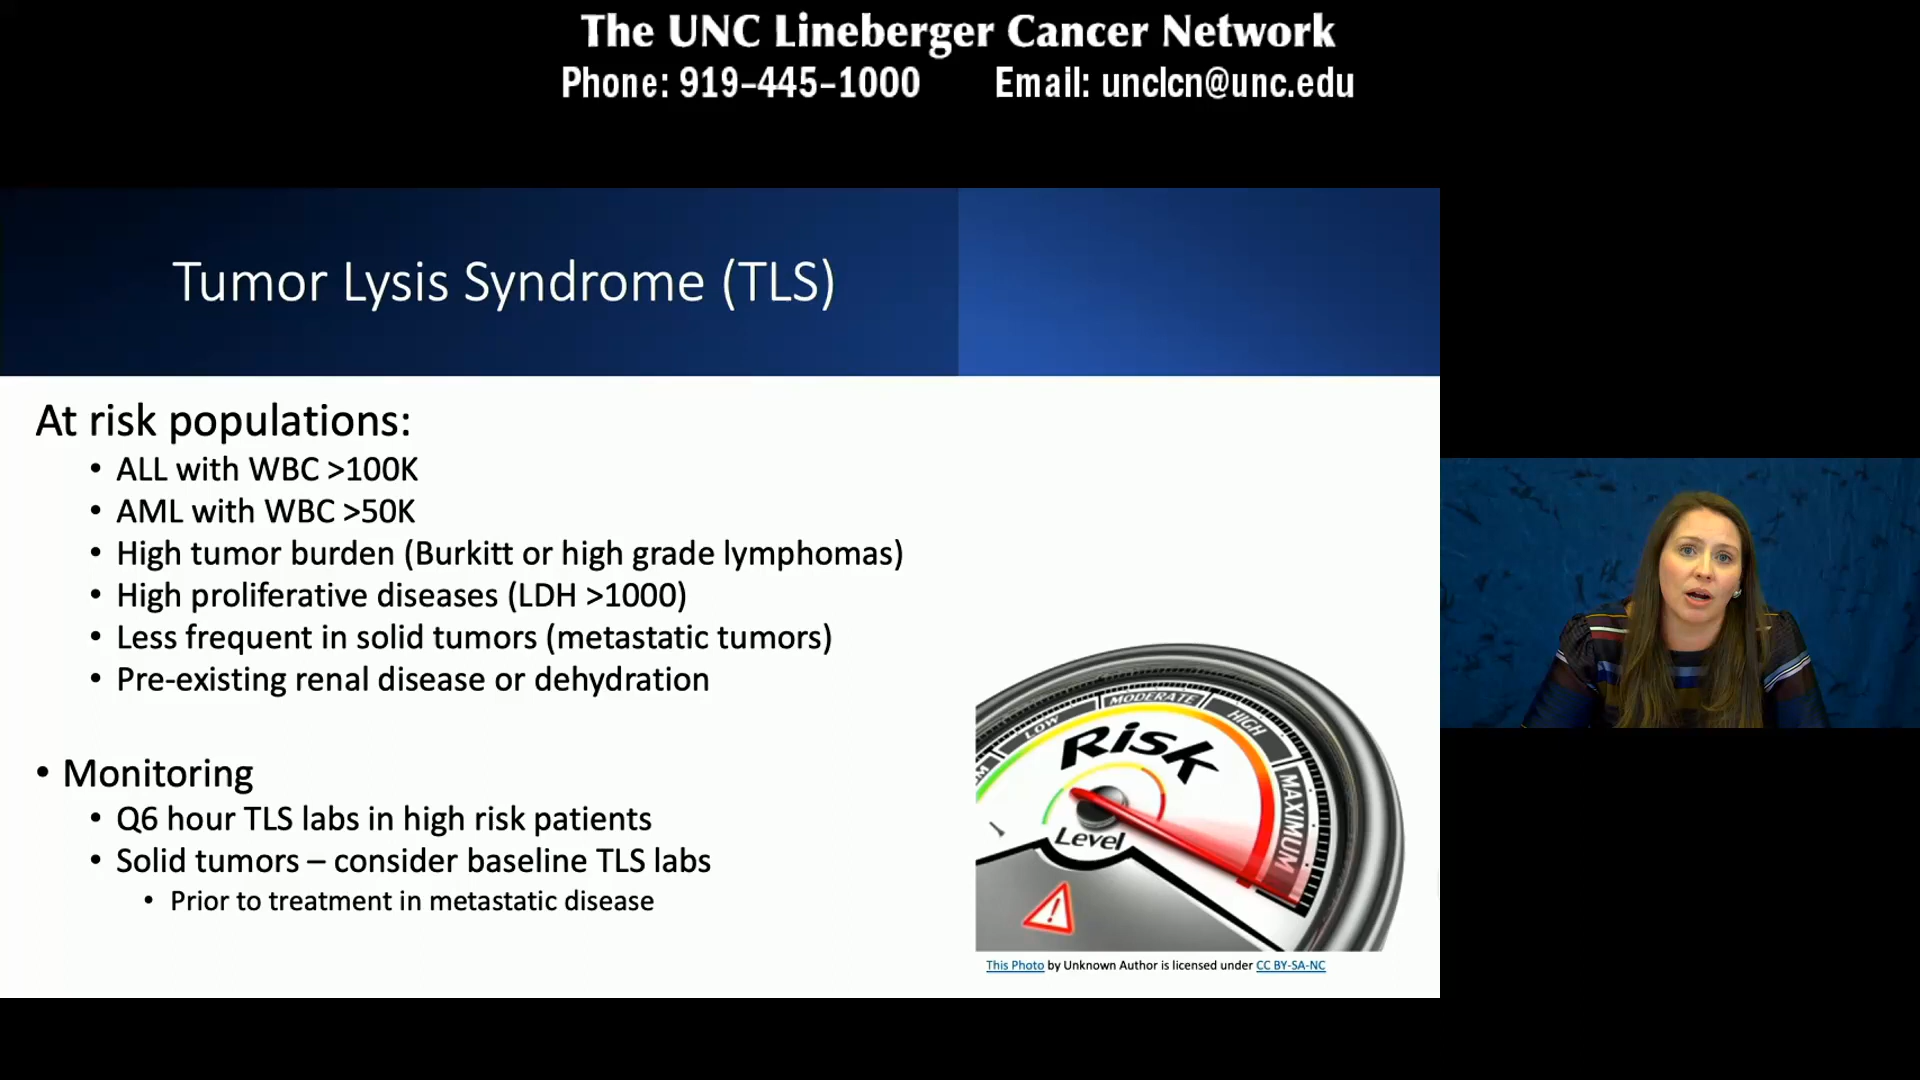 The UNC Lineberger Cancer Network
Phone: 919-445-1000 Email: unclcn@unc.edu
Tumor Lysis Syndrome (TLS)
At risk populations:
• ALL with WBC >100K
• AML with WBC >50K
• High tumor burden (Burkitt or high grade lymphomas)
• High proliferative diseases (LDH >1000)
• Less frequent in solid tumors (metastatic tumors)
• Pre-existing renal disease or dehydration
• Monitoring
• Q6 hour TLS labs in high risk patients
• Solid tumors – consider baseline TLS labs
• Prior to treatment in metastatic disease
LOW
MODERATE
HIGH
MAXIMUM
Risk
Level
This Photo by Unknown Author is licensed under CC BY-SA-NC